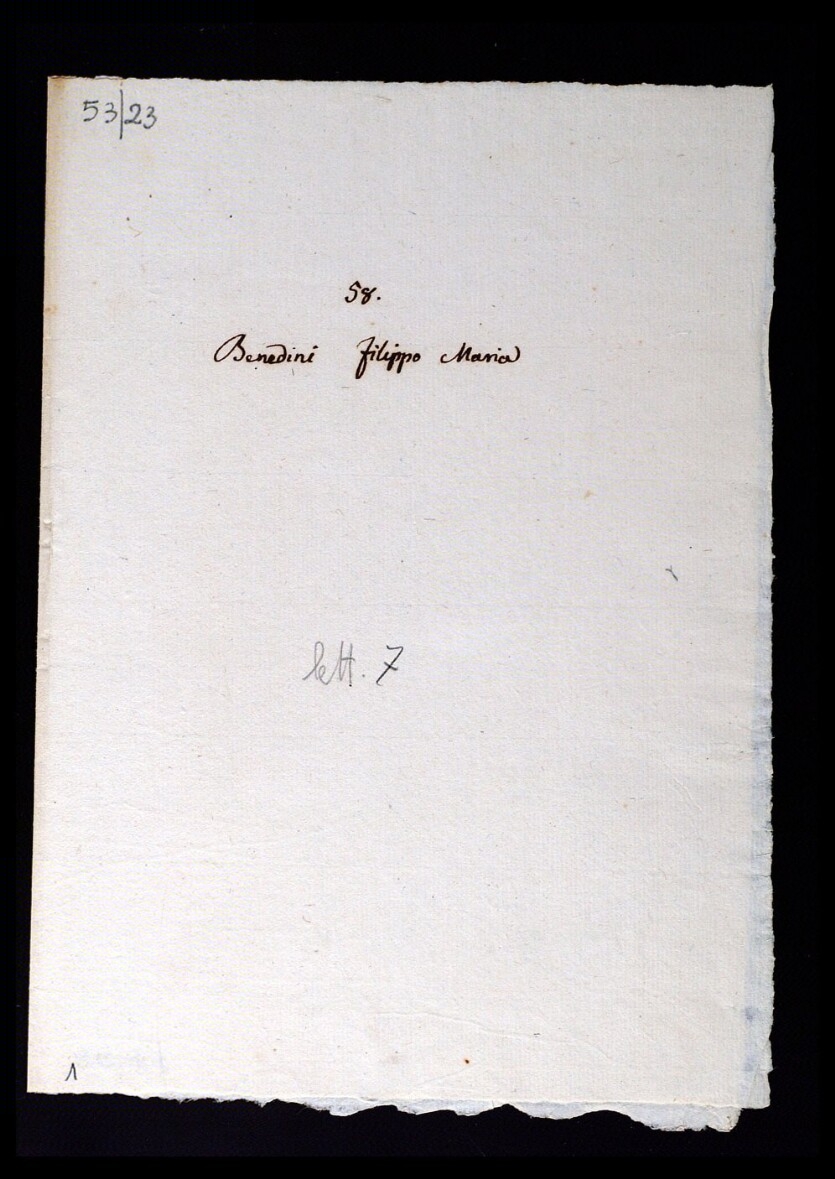 53|23
58.
Benedini Filippo Maria
lett. 7
1